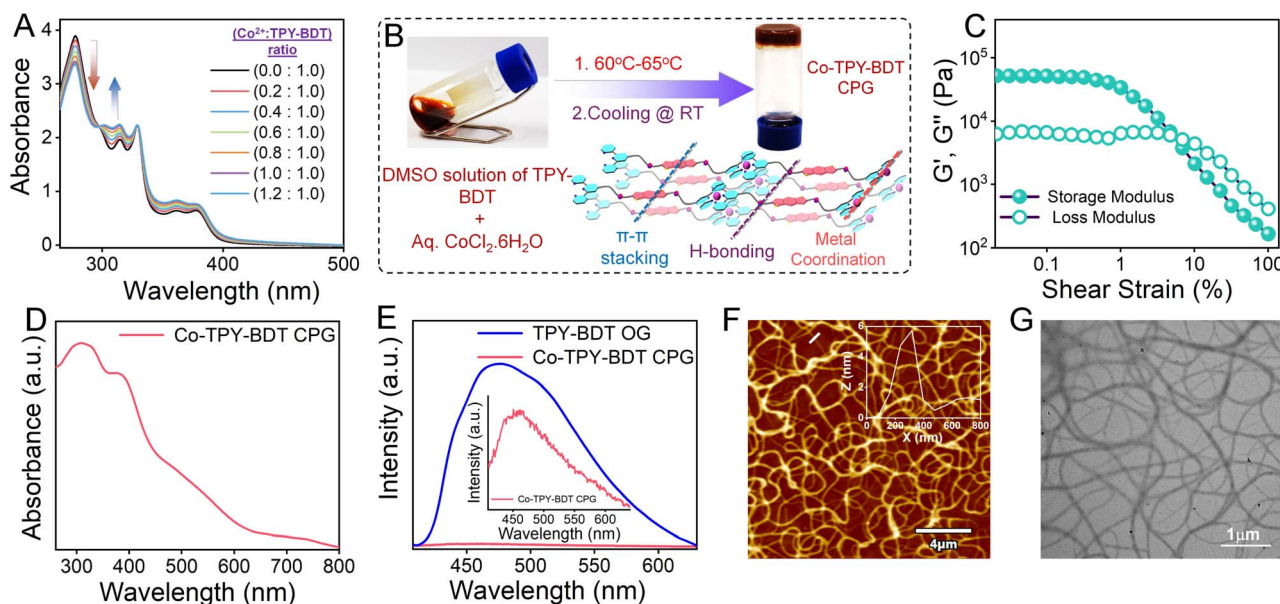 A
Absorbance
4
3
2
1
0
300
400
500
Wavelength (nm)
(Co²⁺:TPY-BDT)
ratio
(0.0 : 1.0)
(0.2 : 1.0)
(0.4 : 1.0)
(0.6 : 1.0)
(0.8 : 1.0)
(1.0 : 1.0)
(1.2 : 1.0)
B
1. 60°C-65°C
2.Cooling @ RT
Co-TPY-BDT
CPG
DMSO solution of TPY-
BDT
+
Aq. CoCl₂.6H₂O
π-π
stacking
H-bonding
Metal
Coordination
C
G', G" (Pa)
10⁵
10⁴
10³
10²
0.1
1
10
100
Shear Strain (%)
Storage Modulus
Loss Modulus
D
Absorbance (a.u.)
300
400
500
600
700
800
Wavelength (nm)
Co-TPY-BDT CPG
E
Intensity (a.u.)
450
500
550
600
Wavelength (nm)
TPY-BDT OG
Co-TPY-BDT CPG
Intensity (a.u.)
450
500
550
600
Wavelength (nm)
Co-TPY-BDT CPG
F
Z (nm)
6
4
2
0
0
200
400
600
800
X (nm)
4μm
G
1μm